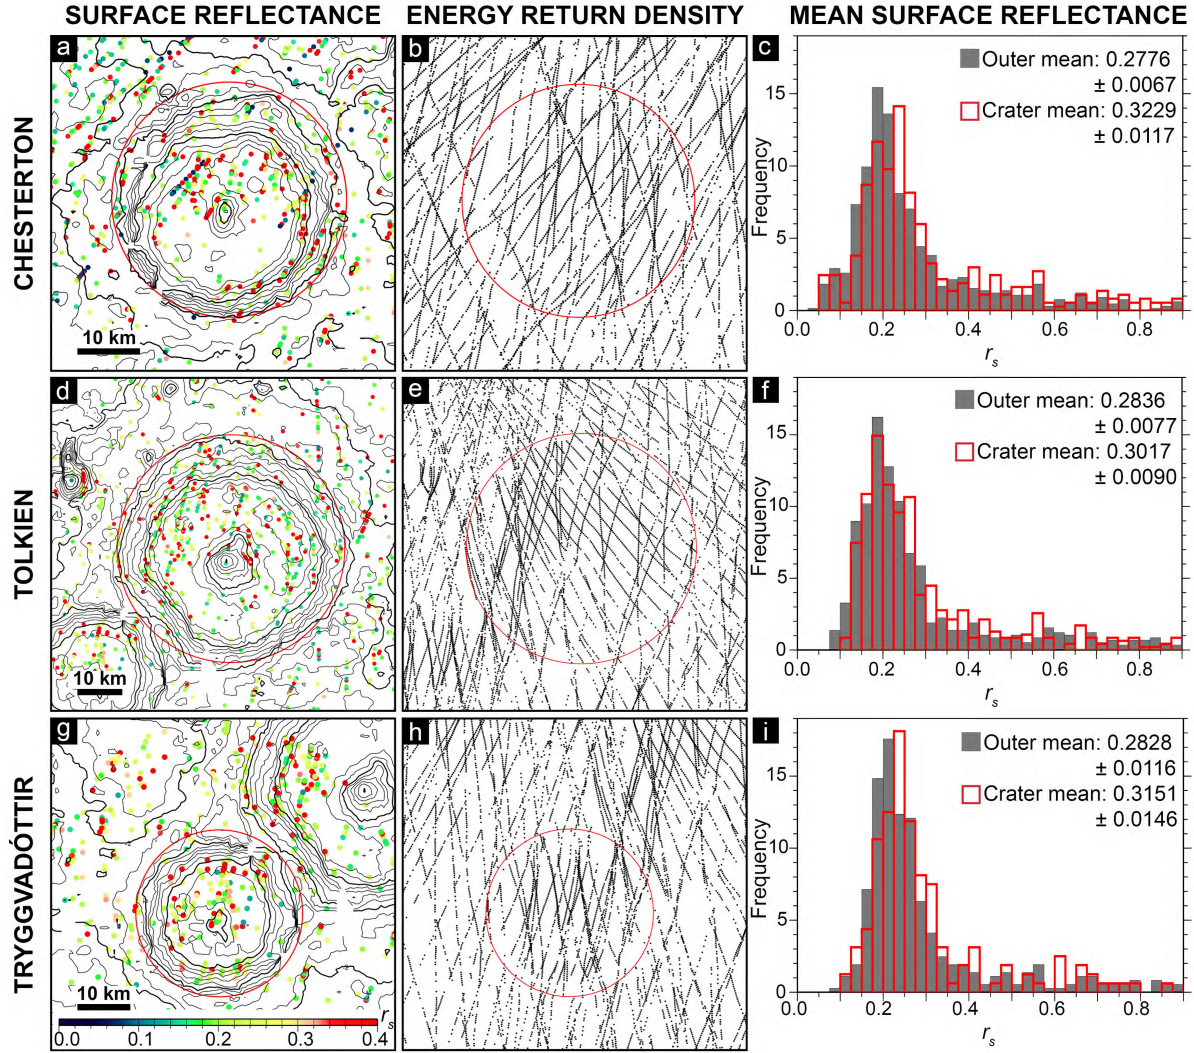 SURFACE REFLECTANCE ENERGY RETURN DENSITY MEAN SURFACE REFLECTANCE
CHESTERTON
a
10 km
b
c
Outer mean: 0.2776
± 0.0067
Crater mean: 0.3229
± 0.0117
Frequency
15
10
5
0
0.0 0.2 0.4 0.6 0.8
rs
TOLKIEN
d
10 km
e
f
Outer mean: 0.2836
± 0.0077
Crater mean: 0.3017
± 0.0090
Frequency
15
10
5
0
0.0 0.2 0.4 0.6 0.8
rs
TRYGGVADÓTTIR
g
10 km
rs
0.0 0.1 0.2 0.3 0.4
h
i
Outer mean: 0.2828
± 0.0116
Crater mean: 0.3151
± 0.0146
Frequency
15
10
5
0
0.0 0.2 0.4 0.6 0.8
rs